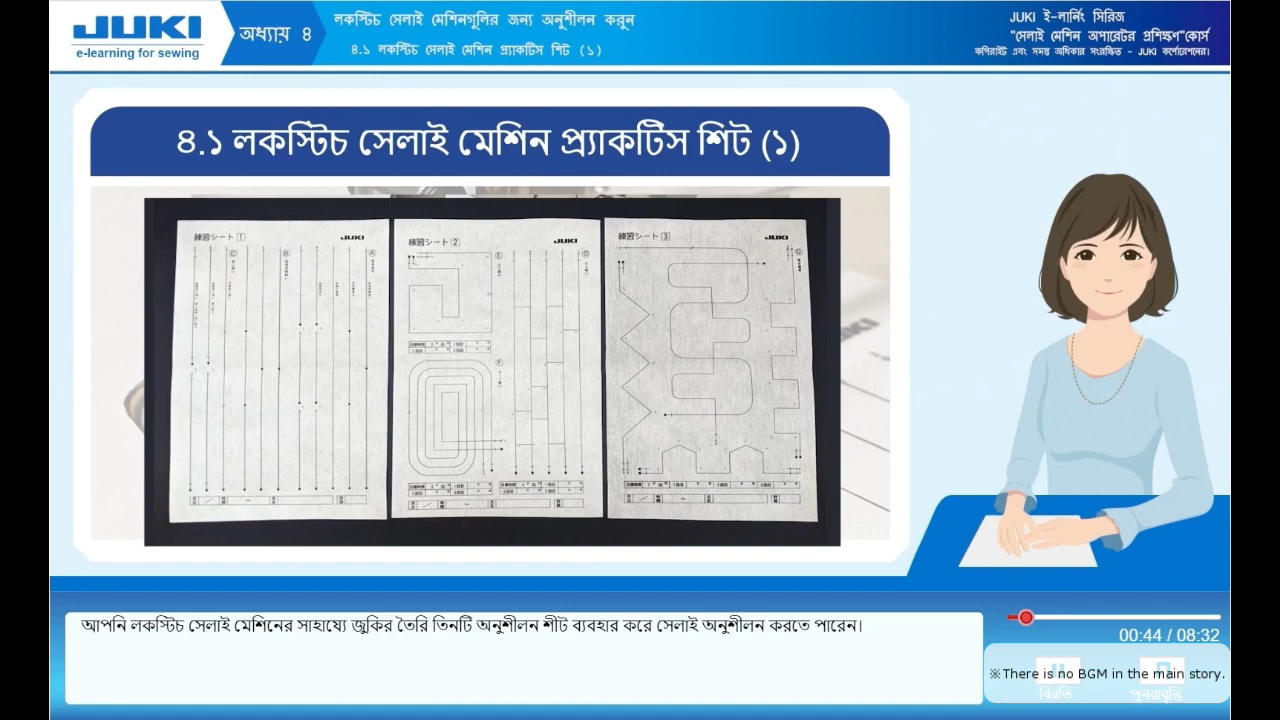 JUKI
e-learning for sewing
অধ্যায় ৪
লকস্টিচ সেলাই মেশিনগুলির জন্য অনুশীলন করুন
৪.১ লকস্টিচ সেলাই মেশিন প্র্যাকটিস শিট (১)
JUKI ই-লার্নিং সিরিজ
"সেলাই মেশিন অপারেটর প্রশিক্ষণ"কোর্স
কপিরাইট এবং সমস্ত অধিকার সংরক্ষিত - JUKI কর্পোরেশনের।
৪.১ লকস্টিচ সেলাই মেশিন প্র্যাকটিস শিট (১)
練習シート 1 JUKI
練習シート 2 JUKI
練習シート 3 JUKI
আপনি লকস্টিচ সেলাই মেশিনের সাহায্যে জুকির তৈরি তিনটি অনুশীলন শীট ব্যবহার করে সেলাই অনুশীলন করতে পারেন।
00:44 / 08:32
※There is no BGM in the main story.
বিরতি
পুনরাবৃত্তি